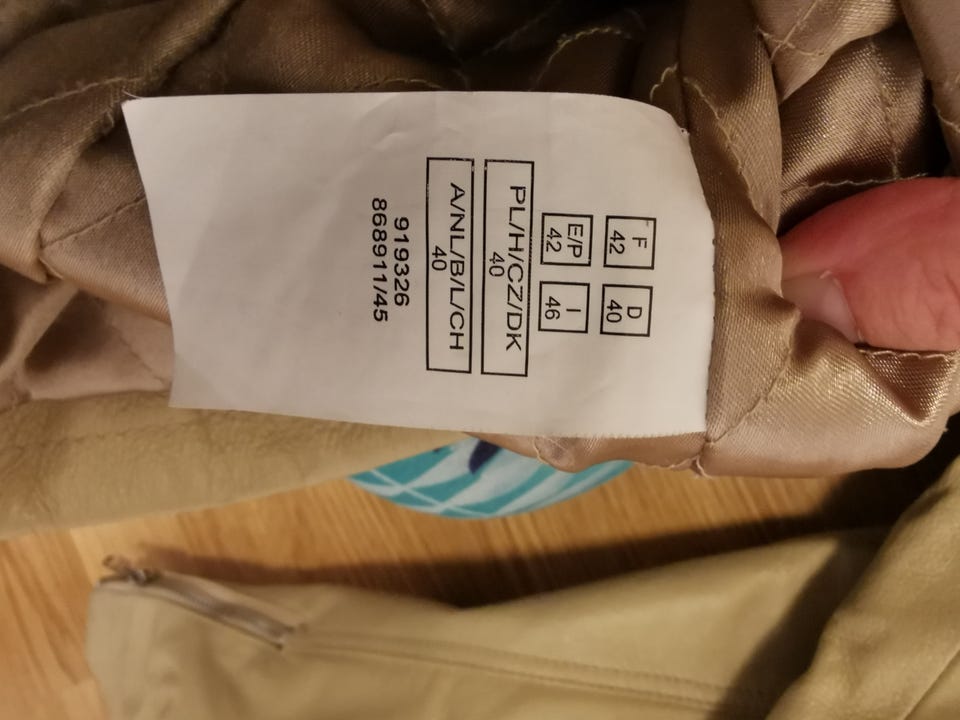 F
42
D
40
E/P
42
I
46
PL/H/CZ/DK
40
A/NL/B/L/CH
40
919326
868911/45